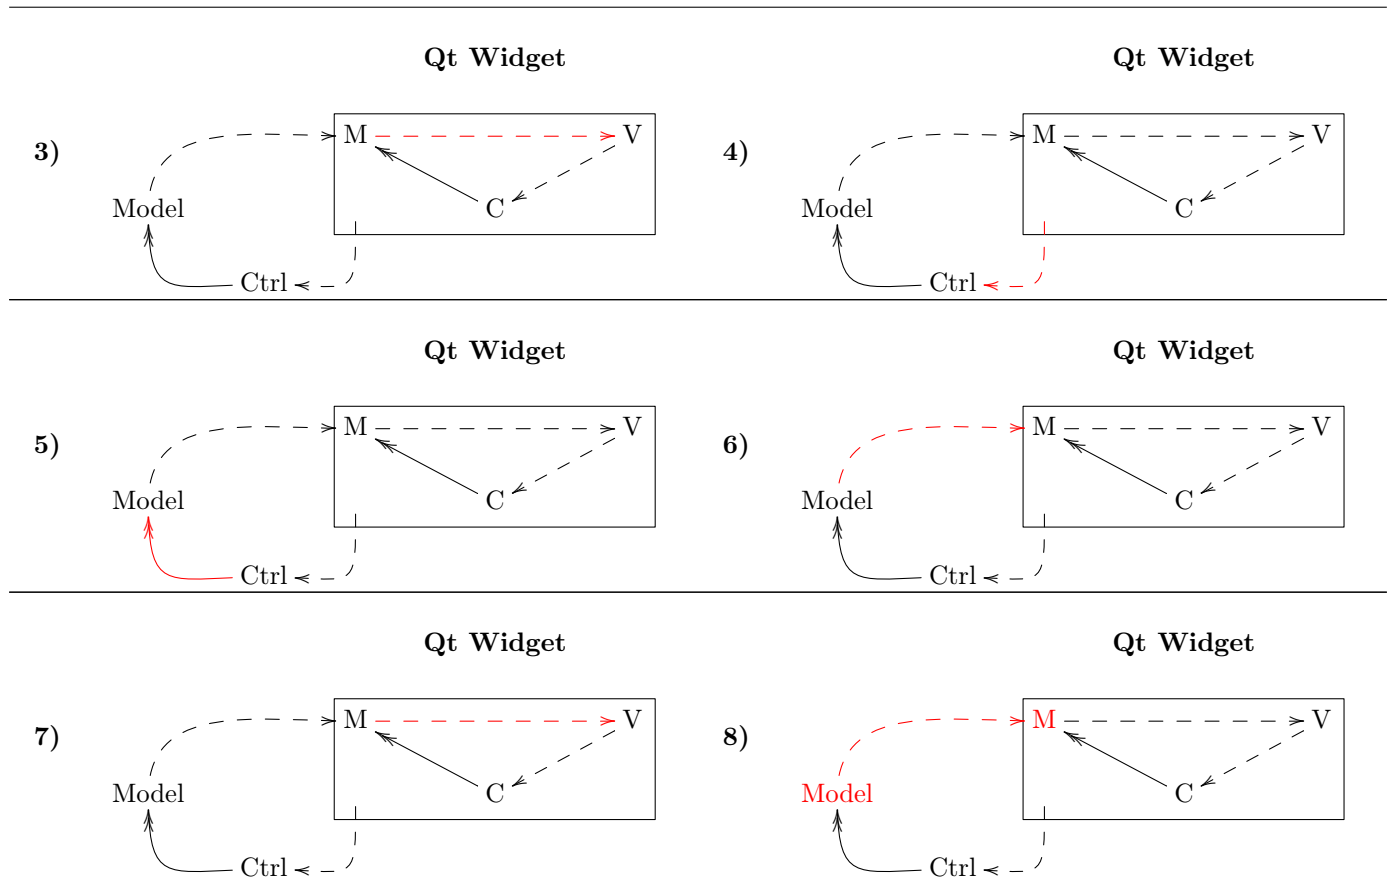 Qt Widget Qt Widget
3) M V 4) M V
Model C Model C
Ctrl Ctrl
Qt Widget Qt Widget
5) M V 6) M V
Model C Model C
Ctrl Ctrl
Qt Widget Qt Widget
7) M V 8) M V
Model C Model C
Ctrl Ctrl